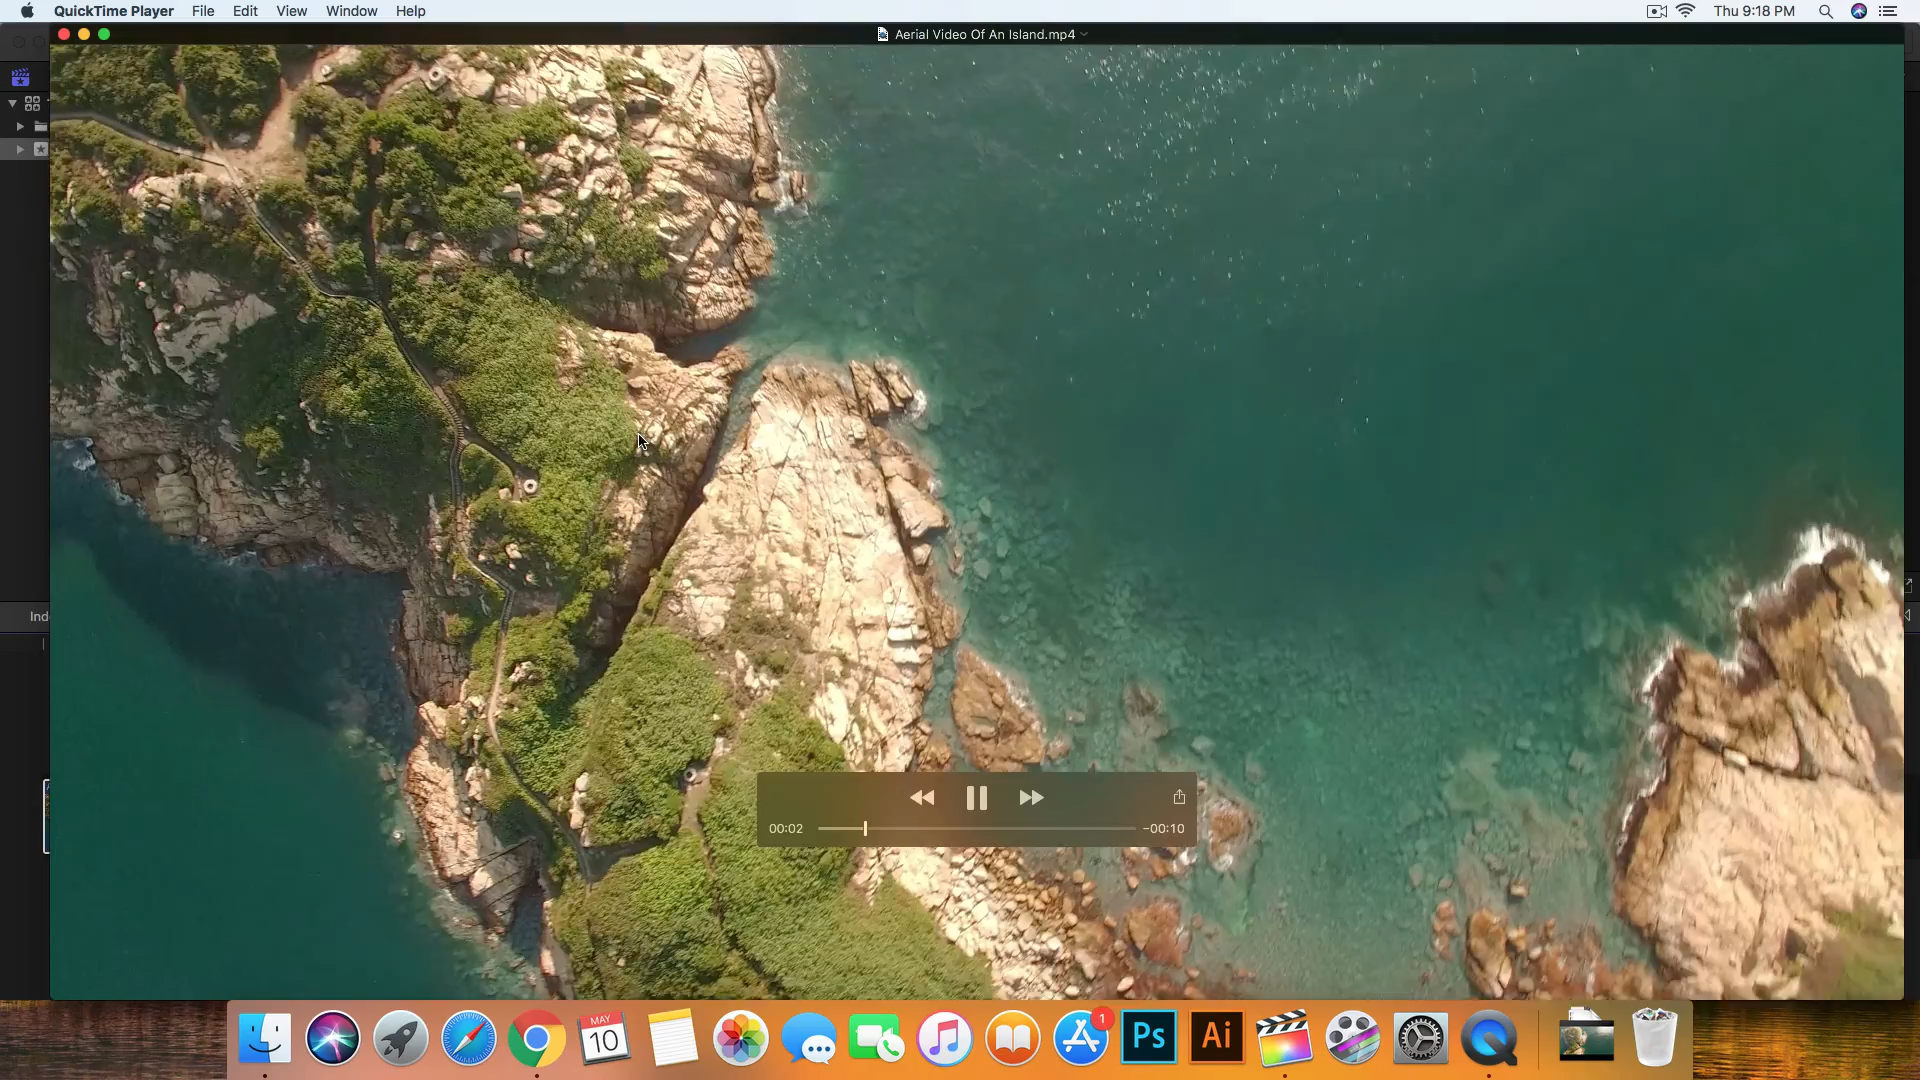 QuickTime Player File Edit View Window Help Thu 9:18 PM
Aerial Video Of An Island.mp4
Ind
00:02 -00:10
MAY
10
1
Ps
Ai